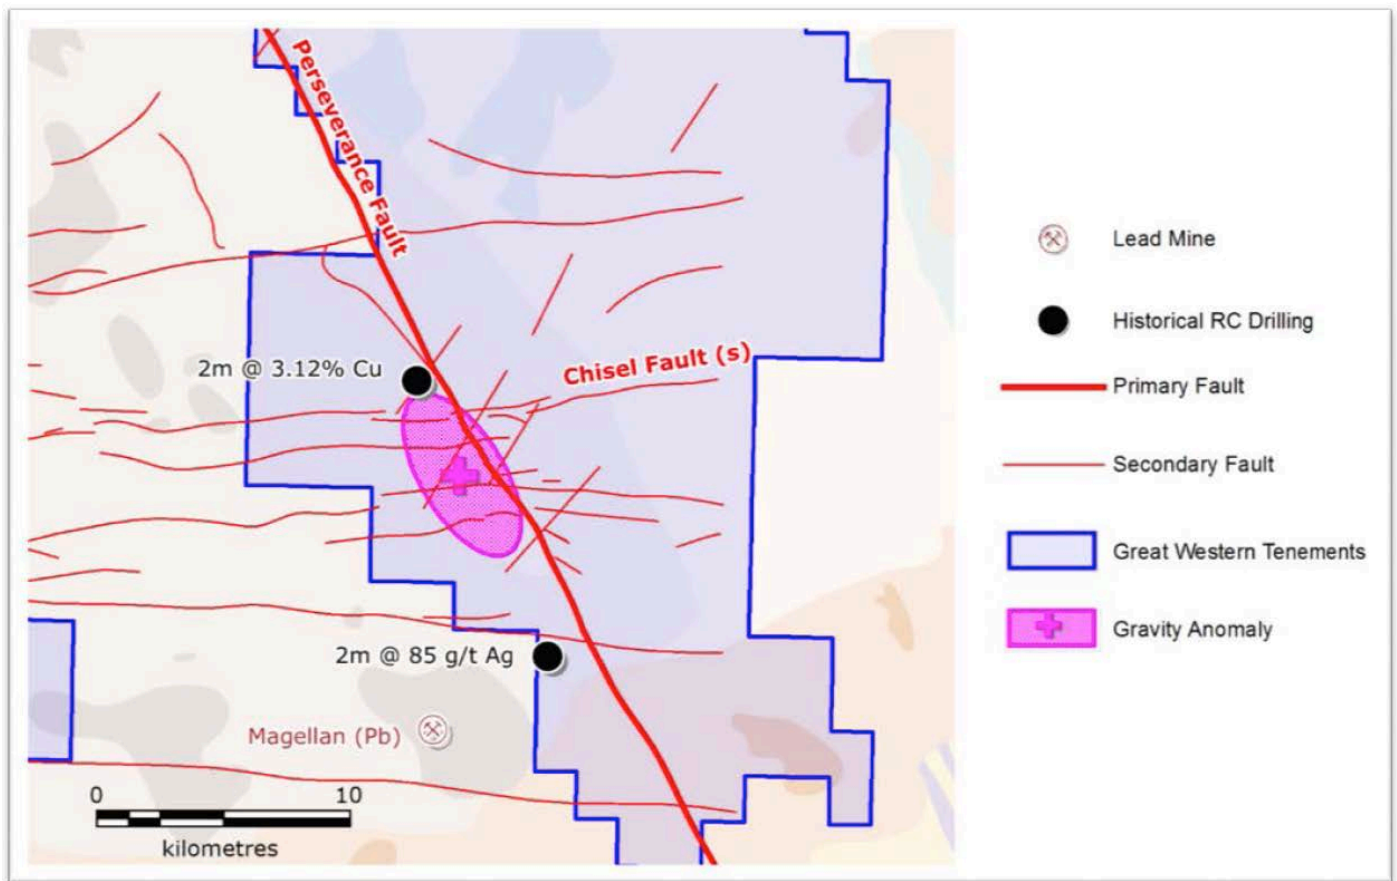 Perseverance Fault
2m @ 3.12% Cu
Chisel Fault (s)
2m @ 85 g/t Ag
Magellan (Pb)
0 10
kilometres
Lead Mine
Historical RC Drilling
Primary Fault
Secondary Fault
Great Western Tenements
Gravity Anomaly